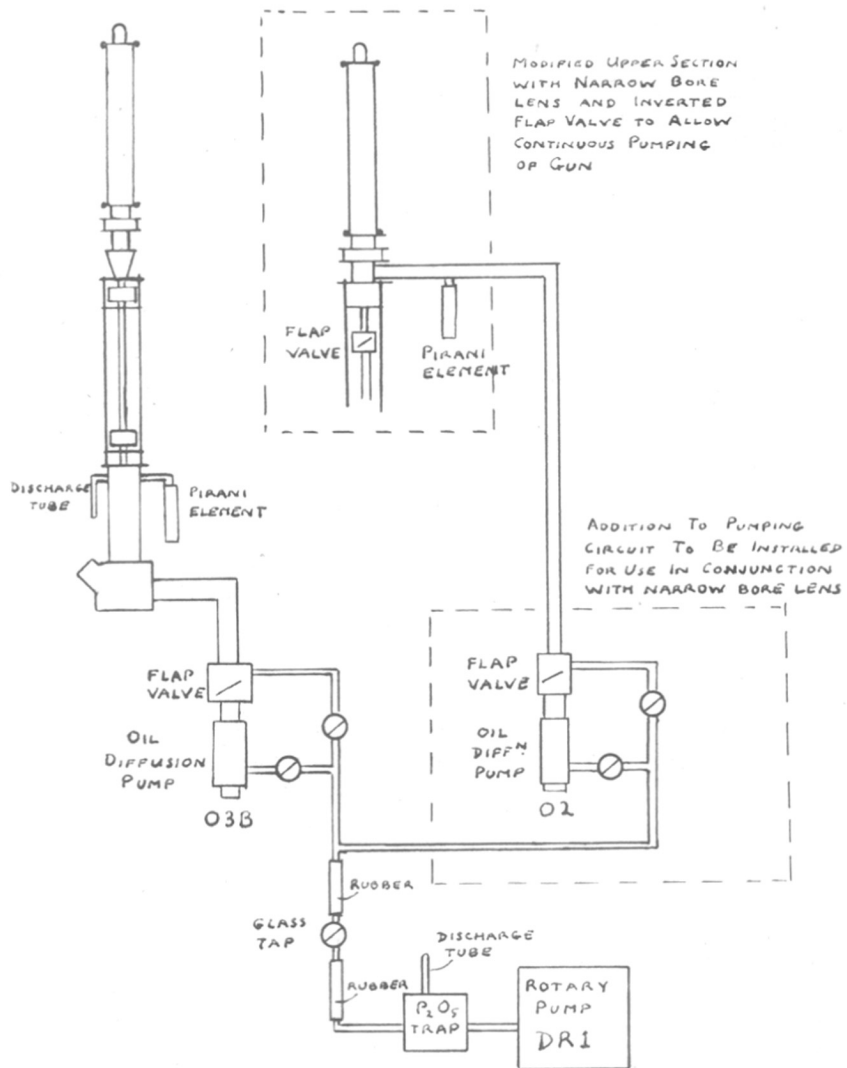 MODIFIED UPPER SECTION
WITH NARROW BORE
LENS AND INVERTED
FLAP VALVE TO ALLOW
CONTINUOUS PUMPING
OF GUN
FLAP
VALVE
PIRANI
ELEMENT
DISCHARGE
TUBE
PIRANI
ELEMENT
ADDITION TO PUMPING
CIRCUIT TO BE INSTALLED
FOR USE IN CONJUNCTION
WITH NARROW BORE LENS
FLAP
VALVE
OIL
DIFFUSION
PUMP
O3B
FLAP
VALVE
OIL
DIFFN.
PUMP
O2
RUBBER
GLASS
TAP
RUBBER
DISCHARGE
TUBE
P2O5
TRAP
ROTARY
PUMP
DR1